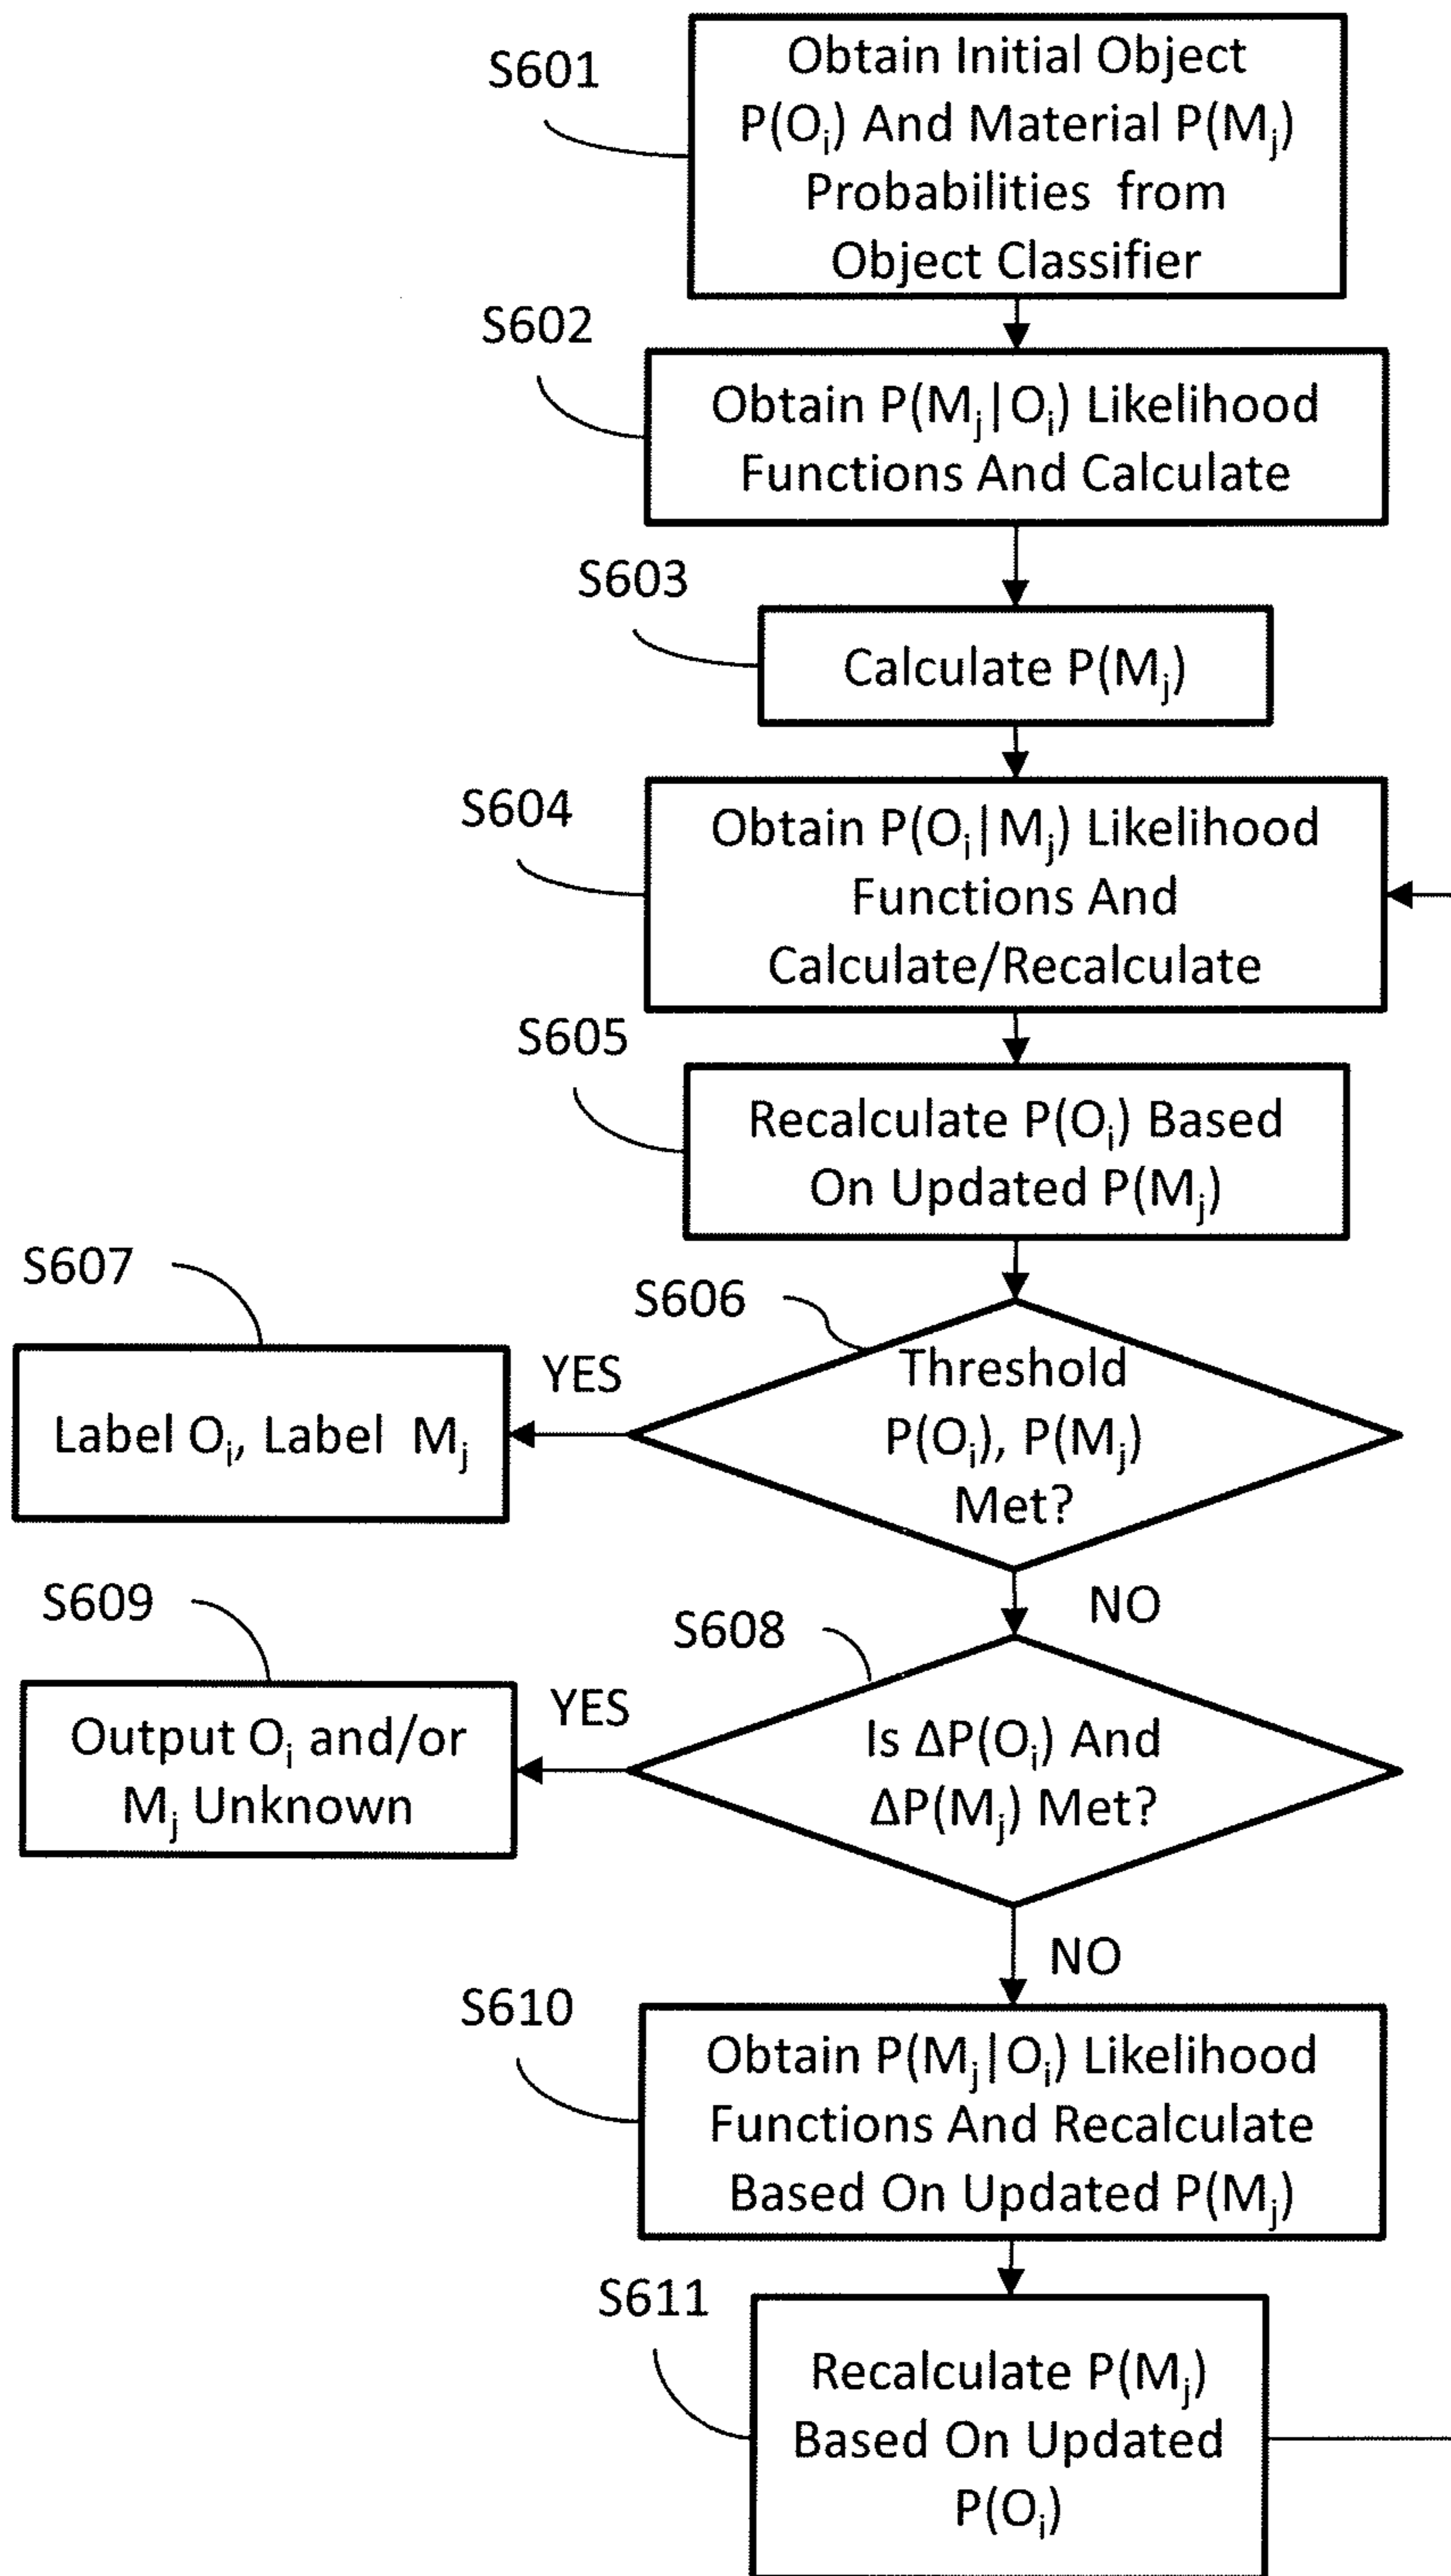 S601
Obtain Initial Object
P(Oᵢ) And Material P(Mⱼ)
Probabilities from
Object Classifier
S602
Obtain P(Mⱼ|Oᵢ) Likelihood
Functions And Calculate
S603
Calculate P(Mⱼ)
S604
Obtain P(Oᵢ|Mⱼ) Likelihood
Functions And
Calculate/Recalculate
S605
Recalculate P(Oᵢ) Based
On Updated P(Mⱼ)
S606
Threshold
P(Oᵢ), P(Mⱼ)
Met?
YES
S607
Label Oᵢ, Label Mⱼ
NO
S608
Is ΔP(Oᵢ) And
ΔP(Mⱼ) Met?
YES
S609
Output Oᵢ and/or
Mⱼ Unknown
NO
S610
Obtain P(Mⱼ|Oᵢ) Likelihood
Functions And Recalculate
Based On Updated P(Mⱼ)
S611
Recalculate P(Mⱼ)
Based On Updated
P(Oᵢ)